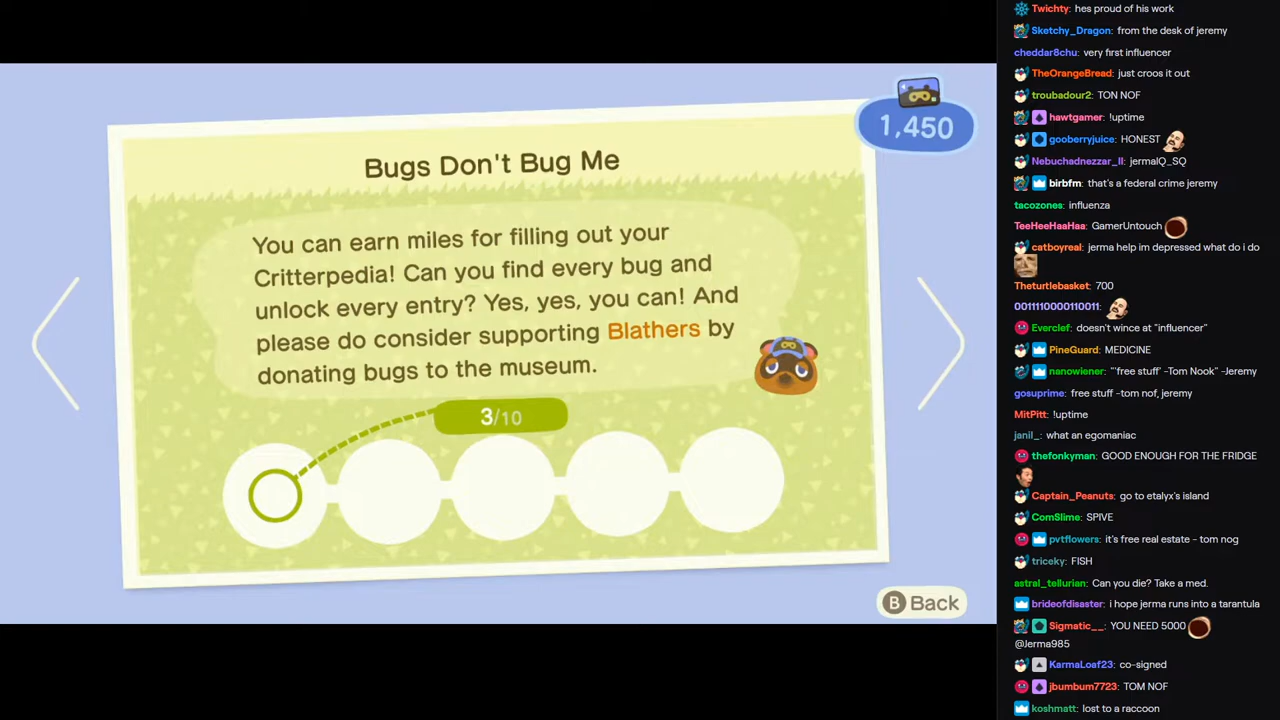 1,450
Bugs Don't Bug Me
You can earn miles for filling out your
Critterpedia! Can you find every bug and
unlock every entry? Yes, yes, you can! And
please do consider supporting Blathers by
donating bugs to the museum.
3/10
B Back
Twichty: hes proud of his work
Sketchy_Dragon: from the desk of jeremy
cheddar8chu: very first influencer
TheOrangeBread: just croos it out
troubadour2: TON NOF
hawtgamer: !uptime
gooberryjuice: HONEST
Nebuchadnezzar_II: jermaIQ_SQ
birbfm: that's a federal crime jeremy
tacozones: influenza
TeeHeeHaaHaa: GamerUntouch
catboyreal: jerma help im depressed what do i do
Theturtlebasket: 700
0011110000110011:
Everclef: doesn't wince at "influencer"
PineGuard: MEDICINE
nanowiener: "'free stuff' -Tom Nook" -Jeremy
gosuprime: free stuff -tom nof, jeremy
MitPitt: !uptime
janil_: what an egomaniac
thefonkyman: GOOD ENOUGH FOR THE FRIDGE
Captain_Peanuts: go to etalyx's island
ComSlime: SPIVE
pvtflowers: it's free real estate - tom nog
triceky: FISH
astral_tellurian: Can you die? Take a med.
brideofdisaster: i hope jerma runs into a tarantula
Sigmatic__: YOU NEED 5000
@Jerma985
KarmaLoaf23: co-signed
jbumbum7723: TOM NOF
koshmatt: lost to a raccoon